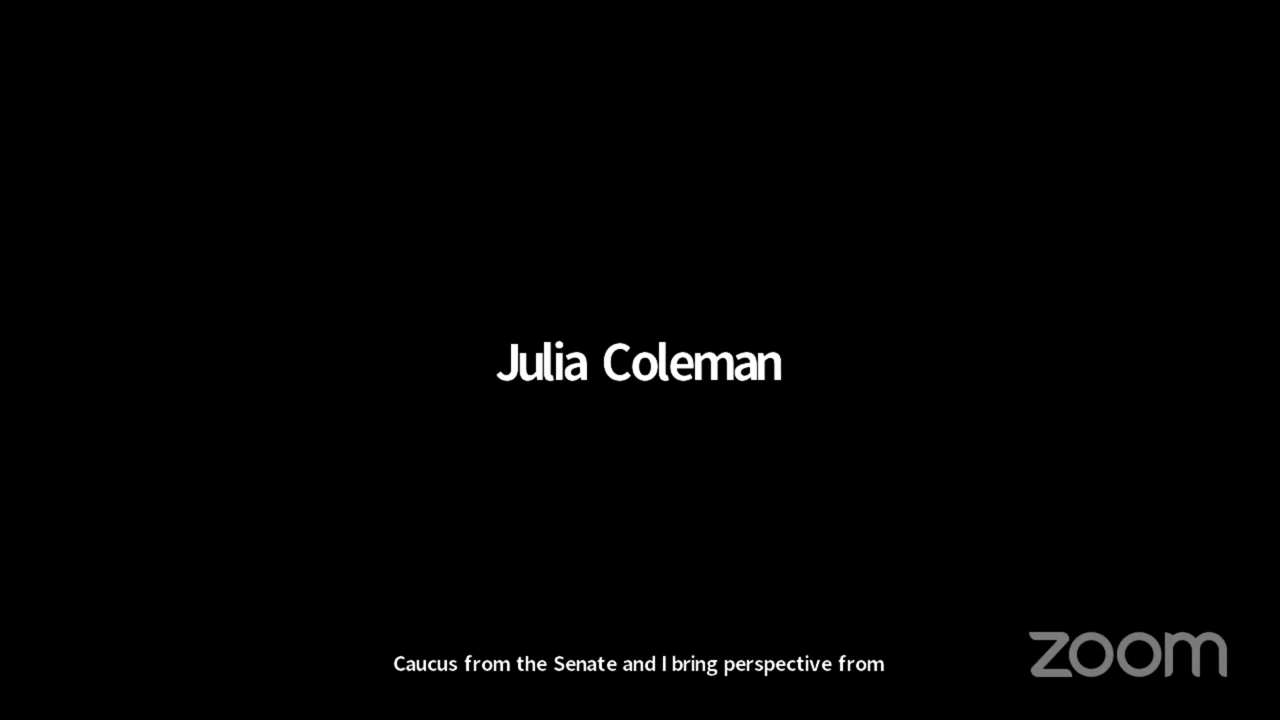 Julia Coleman
Caucus from the Senate and I bring perspective from
zoom